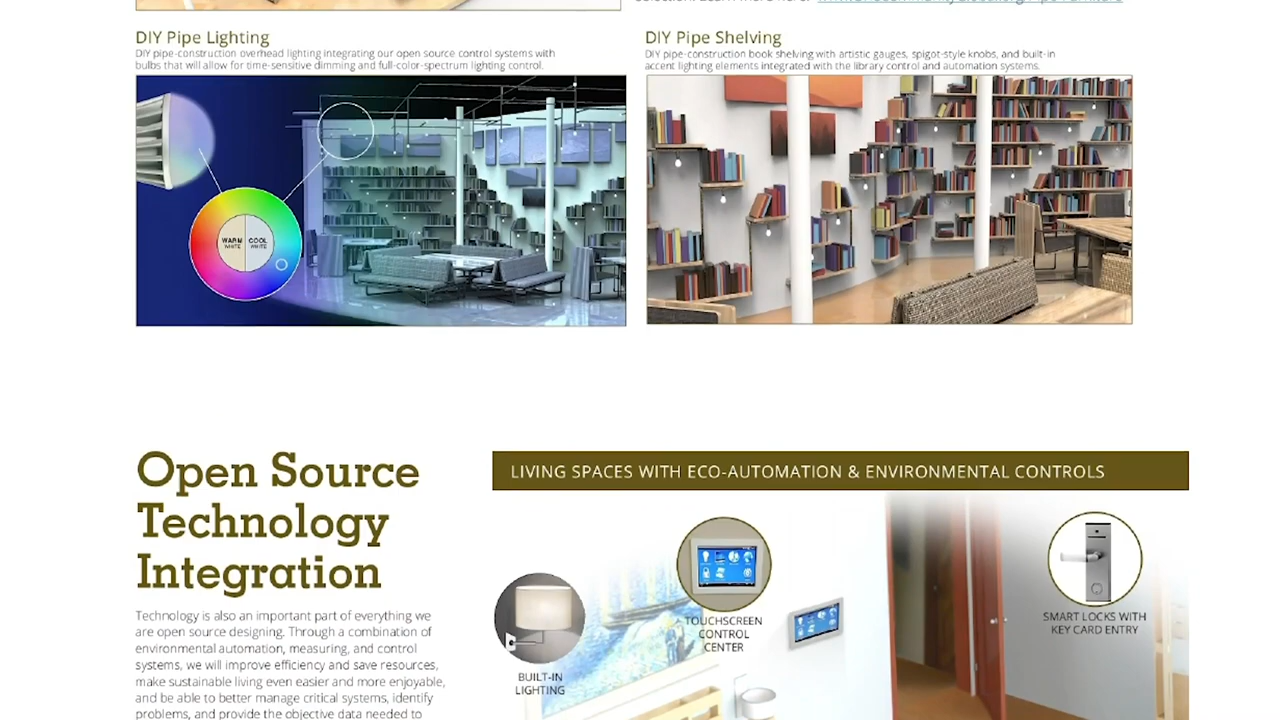 DIY Pipe Lighting
DIY pipe-construction overhead lighting integrating our open source control systems with
bulbs that will allow for time-sensitive dimming and full-color-spectrum lighting control.
DIY Pipe Shelving
DIY pipe-construction book shelving with artistic gauges, spigot-style knobs, and built-in
accent lighting elements integrated with the library control and automation systems.
WARM
WHITE
COOL
WHITE
Open Source
Technology
Integration
Technology is also an important part of everything we
are open source designing. Through a combination of
environmental automation, measuring, and control
systems, we will improve efficiency and save resources,
make sustainable living even easier and more enjoyable,
and be able to better manage critical systems, identify
problems, and provide the objective data needed to
LIVING SPACES WITH ECO-AUTOMATION & ENVIRONMENTAL CONTROLS
BUILT-IN
LIGHTING
TOUCHSCREEN
CONTROL
CENTER
SMART LOCKS WITH
KEY CARD ENTRY